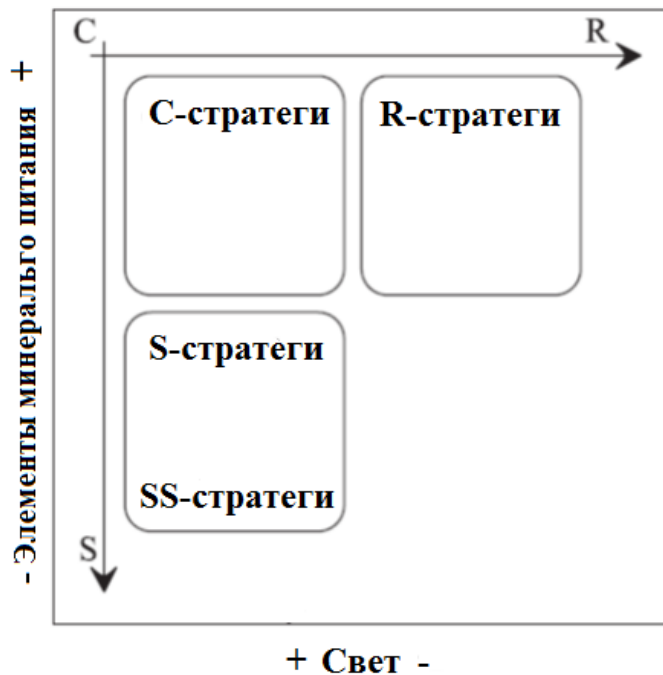 C
R
C-стратеги
R-стратеги
S-стратеги
SS-стратеги
S
- Элементы минеральго питания +
+ Свет -